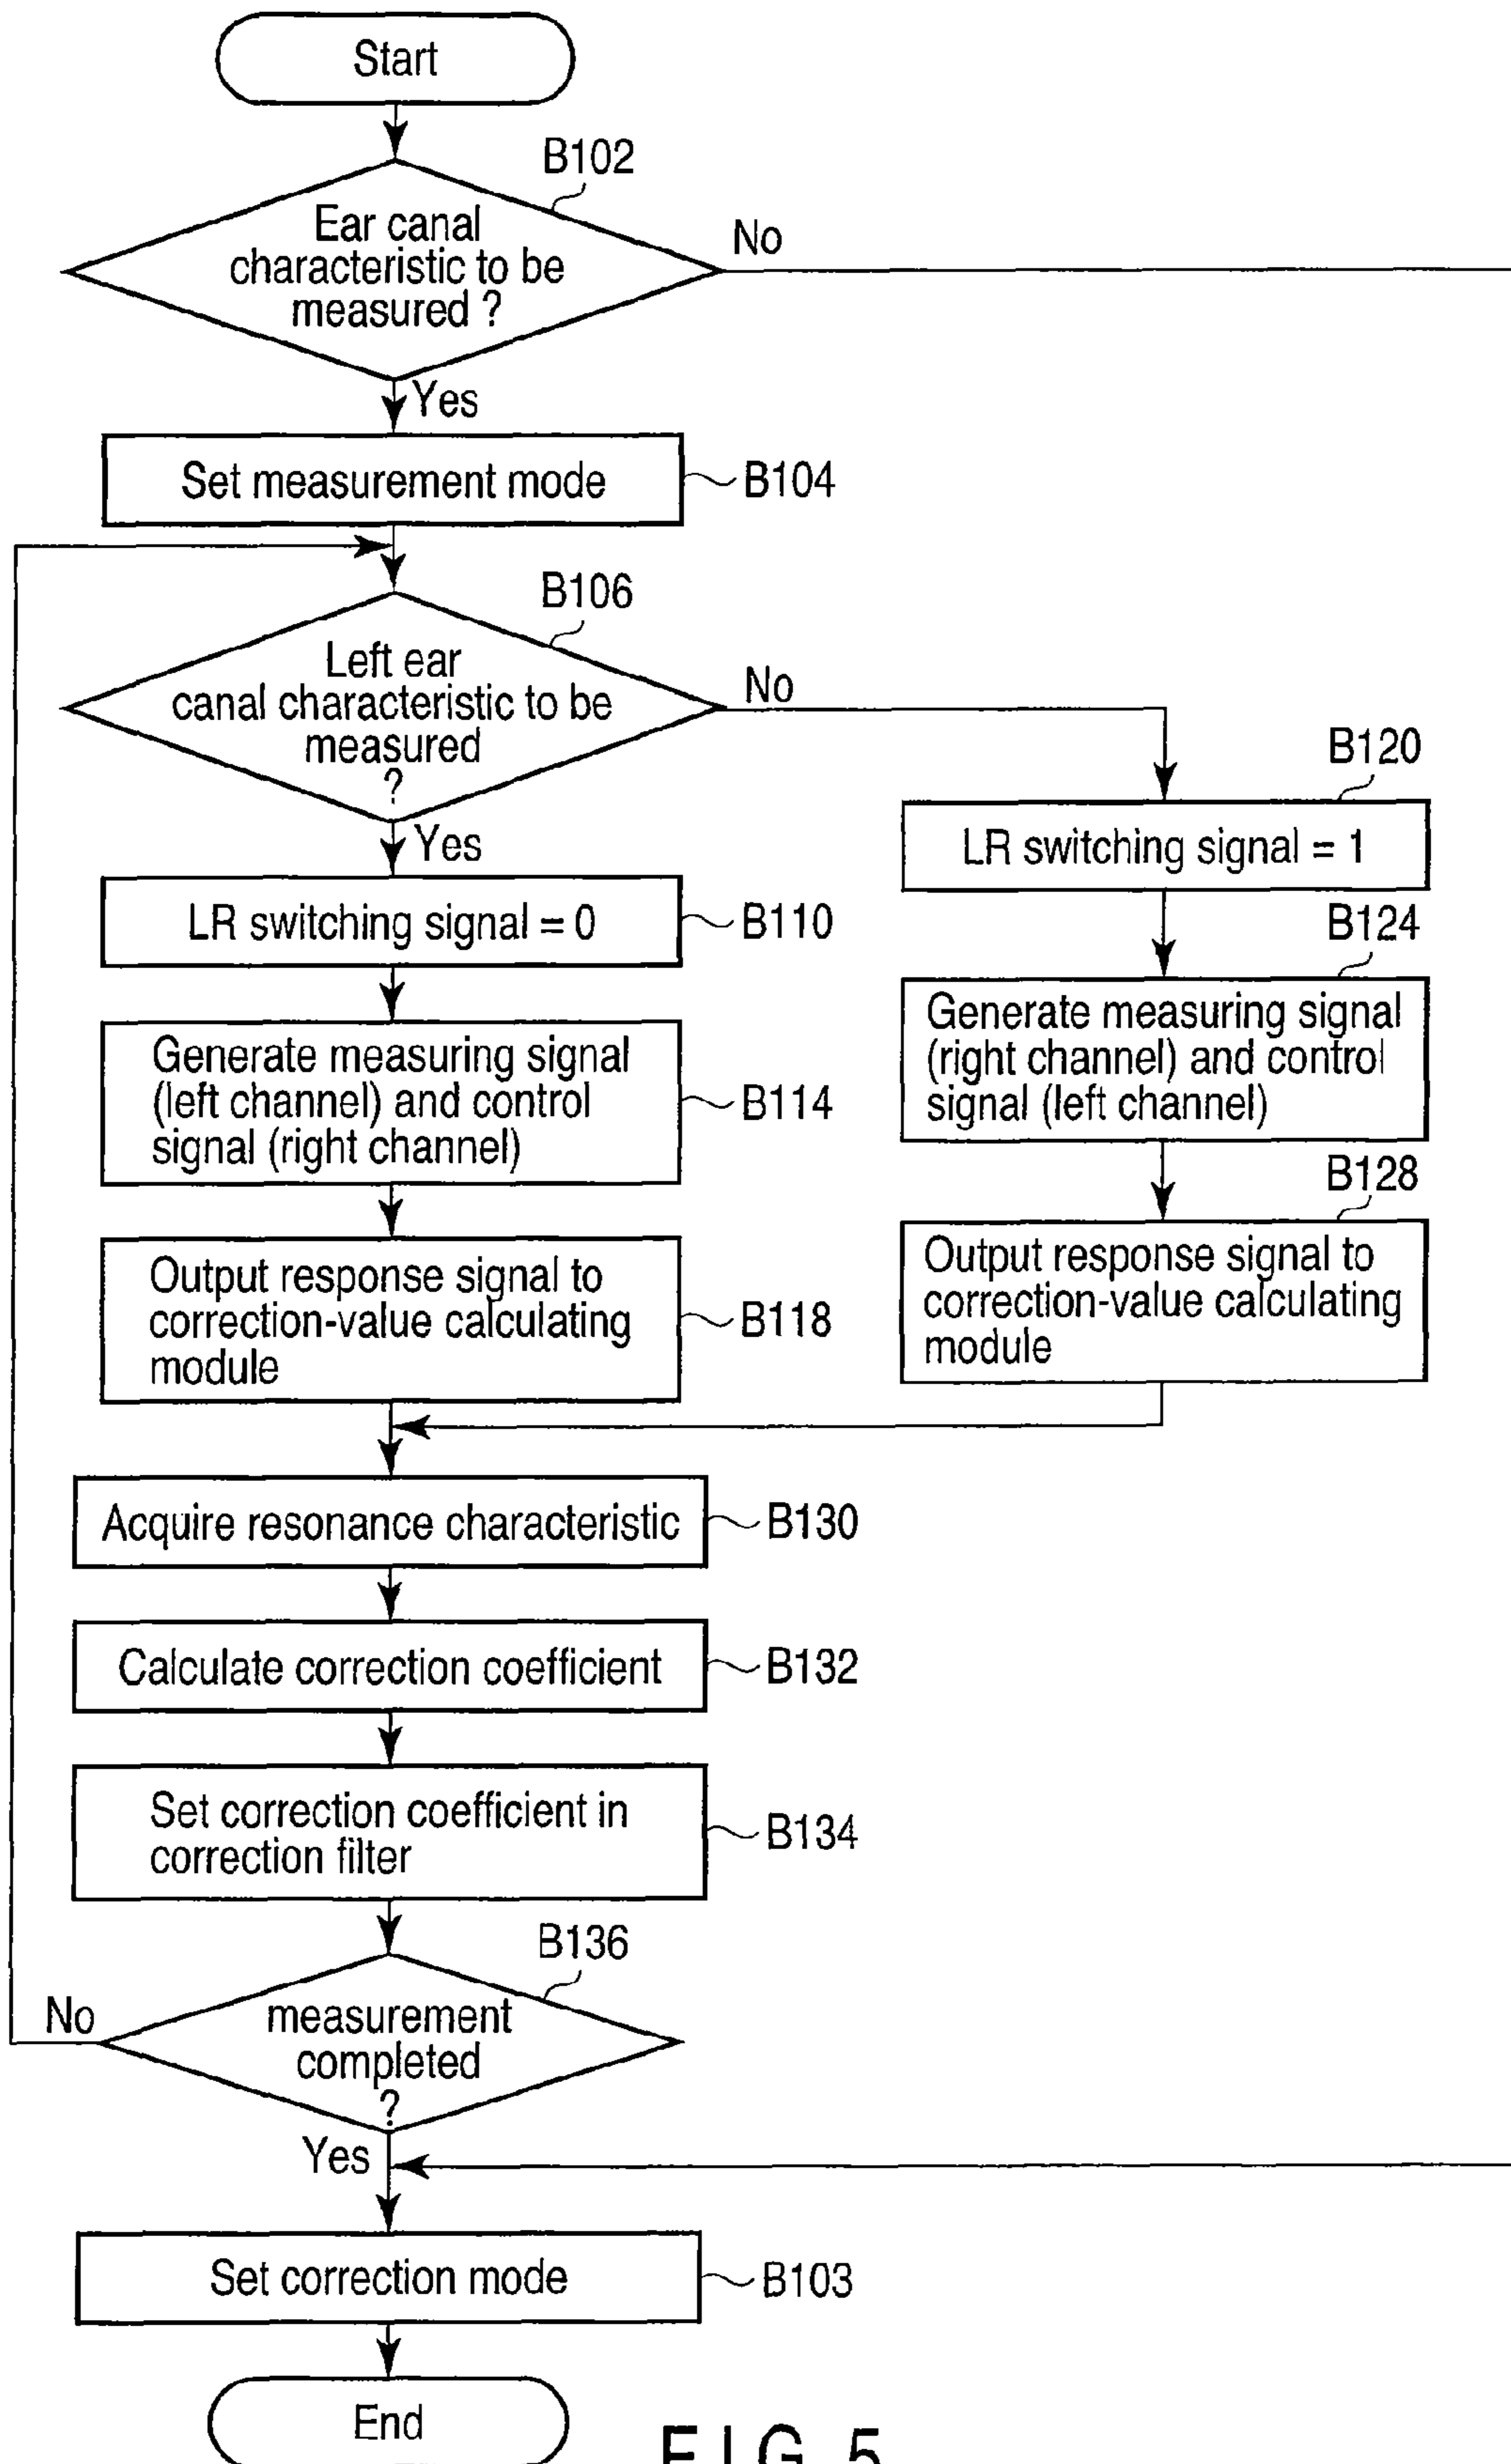 Start
B102
Ear canal
characteristic to be
measured ?
No
Yes
Set measurement mode
B104
B106
Left ear
canal characteristic to be
measured
?
No
Yes
B120
LR switching signal = 1
LR switching signal = 0
B110
B124
Generate measuring signal
(right channel) and control
signal (left channel)
Generate measuring signal
(left channel) and control
signal (right channel)
B114
B128
Output response signal to
correction-value calculating
module
Output response signal to
correction-value calculating
module
B118
Acquire resonance characteristic
B130
Calculate correction coefficient
B132
Set correction coefficient in
correction filter
B134
B136
measurement
completed
?
No
Yes
Set correction mode
B103
End
FIG. 5